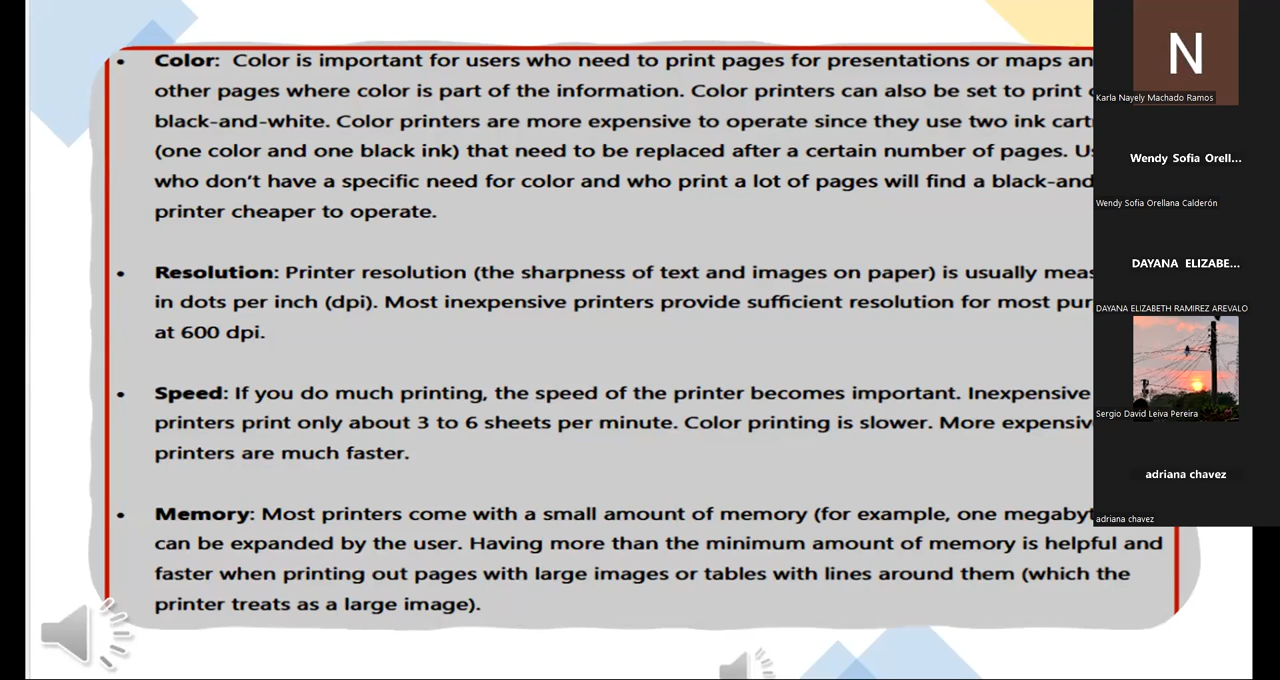 • Color: Color is important for users who need to print pages for presentations or maps an
other pages where color is part of the information. Color printers can also be set to print
black-and-white. Color printers are more expensive to operate since they use two ink cart
(one color and one black ink) that need to be replaced after a certain number of pages. Us
who don't have a specific need for color and who print a lot of pages will find a black-and
printer cheaper to operate.
• Resolution: Printer resolution (the sharpness of text and images on paper) is usually meas
in dots per inch (dpi). Most inexpensive printers provide sufficient resolution for most pur
at 600 dpi.
• Speed: If you do much printing, the speed of the printer becomes important. Inexpensive
printers print only about 3 to 6 sheets per minute. Color printing is slower. More expensiv
printers are much faster.
• Memory: Most printers come with a small amount of memory (for example, one megabyt
can be expanded by the user. Having more than the minimum amount of memory is helpful and
faster when printing out pages with large images or tables with lines around them (which the
printer treats as a large image).
N
Karla Nayely Machado Ramos
Wendy Sofia Orell...
Wendy Sofia Orellana Calderón
DAYANA ELIZABE...
DAYANA ELIZABETH RAMIREZ AREVALO
Sergio David Leiva Pereira
adriana chavez
adriana chavez